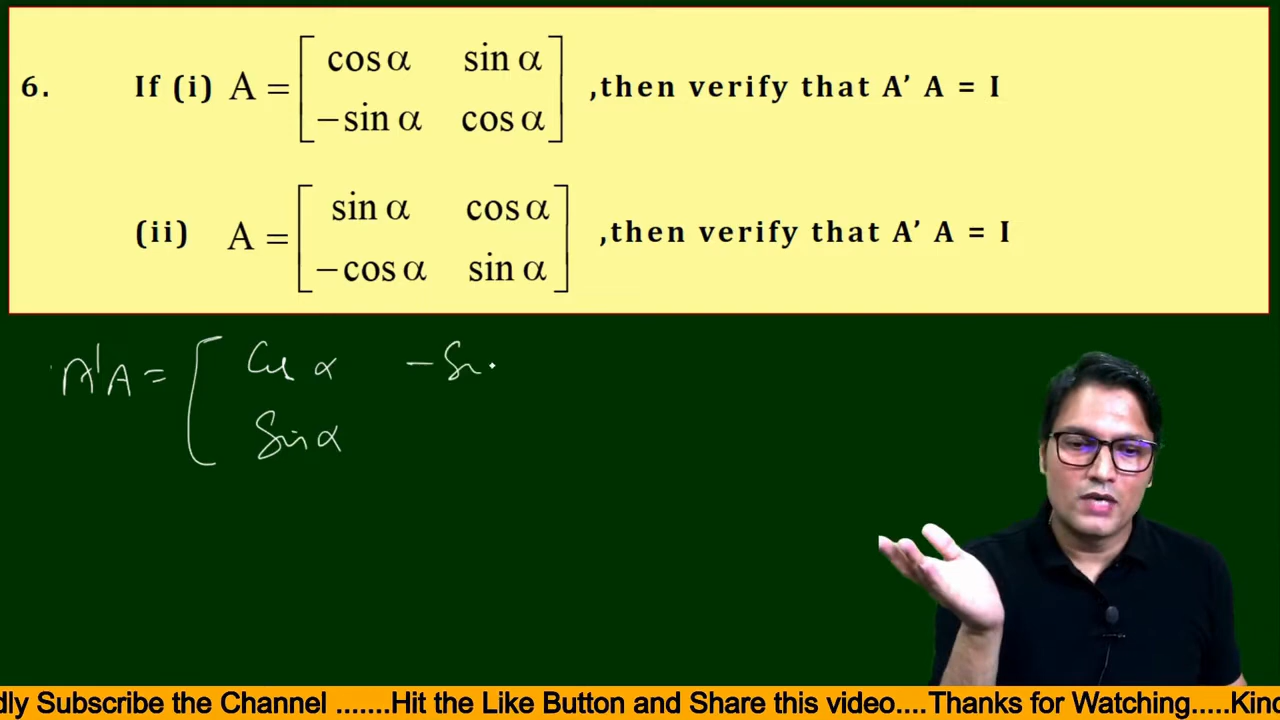 6. If (i) A = [ cos α sin α ; −sin α cos α ] ,then verify that A’ A = I
(ii) A = [ sin α cos α ; −cos α sin α ] ,then verify that A’ A = I
A'A = [ Cos α −Si
Sin α
dly Subscribe the Channel .......Hit the Like Button and Share this video....Thanks for Watching.....Kind